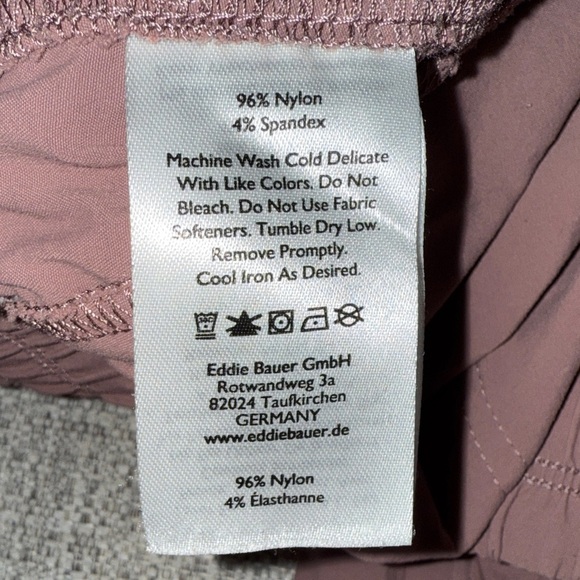 96% Nylon
4% Spandex
Machine Wash Cold Delicate
With Like Colors. Do Not
Bleach. Do Not Use Fabric
Softeners. Tumble Dry Low.
Remove Promptly.
Cool Iron As Desired.
Eddie Bauer GmbH
Rotwandweg 3a
82024 Taufkirchen
GERMANY
www.eddiebauer.de
96% Nylon
4% Élasthanne